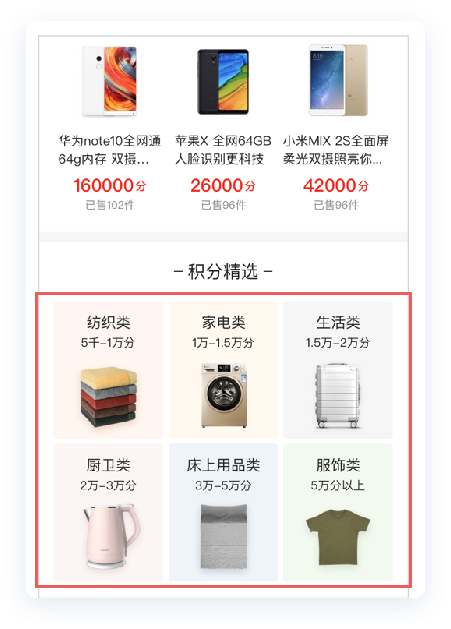 华为note10全网通 苹果X 全网64GB 小米MIX 2S全面屏
64g内存 双摄... 人脸识别更科技 柔光双摄照亮你...
160000分 26000分 42000分
已售102件 已售96件 已售96件
– 积分精选 –
纺织类 家电类 生活类
5千–1万分 1万–1.5万分 1.5万–2万分
厨卫类 床上用品类 服饰类
2万–3万分 3万–5万分 5万分以上